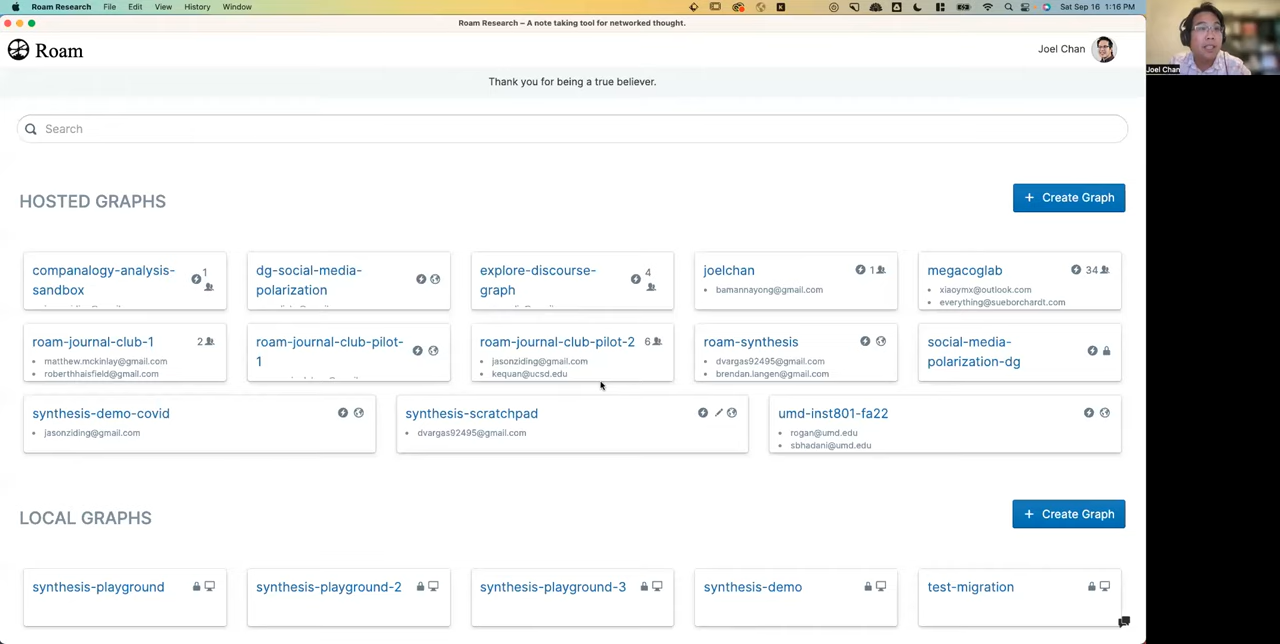 Roam Research File Edit View History Window Sat Sep 16 1:16 PM
Roam Research – A note taking tool for networked thought.
Roam
Joel Chan
Joel Chan
Thank you for being a true believer.
Search
HOSTED GRAPHS
+ Create Graph
companalogy-analysis-
sandbox
1
dg-social-media-
polarization
explore-discourse-
graph
4
joelchan
1
bamannayong@gmail.com
megacoglab
34
xiaoymx@outlook.com
everything@sueborchardt.com
roam-journal-club-1
2
matthew.mckinlay@gmail.com
roberthhaisfield@gmail.com
roam-journal-club-pilot-
1
roam-journal-club-pilot-2
6
jasonziding@gmail.com
kequan@ucsd.edu
roam-synthesis
dvargas92495@gmail.com
brendan.langen@gmail.com
social-media-
polarization-dg
synthesis-demo-covid
jasonziding@gmail.com
synthesis-scratchpad
dvargas92495@gmail.com
umd-inst801-fa22
rogan@umd.edu
sbhadani@umd.edu
LOCAL GRAPHS
+ Create Graph
synthesis-playground
synthesis-playground-2
synthesis-playground-3
synthesis-demo
test-migration